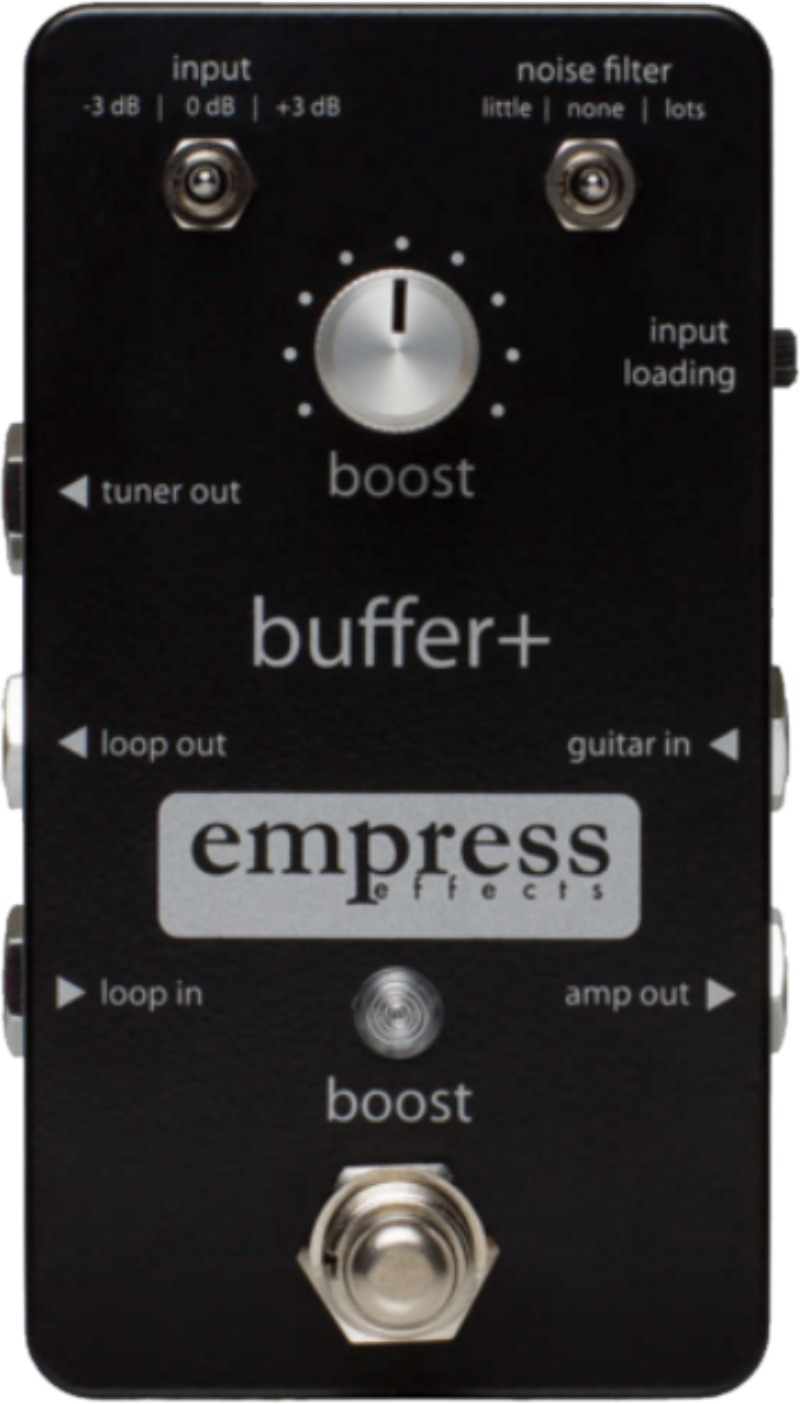 input
-3 dB | 0 dB | +3 dB
noise filter
little | none | lots
input
loading
boost
tuner out
buffer+
loop out
guitar in
empress
effects
loop in
amp out
boost